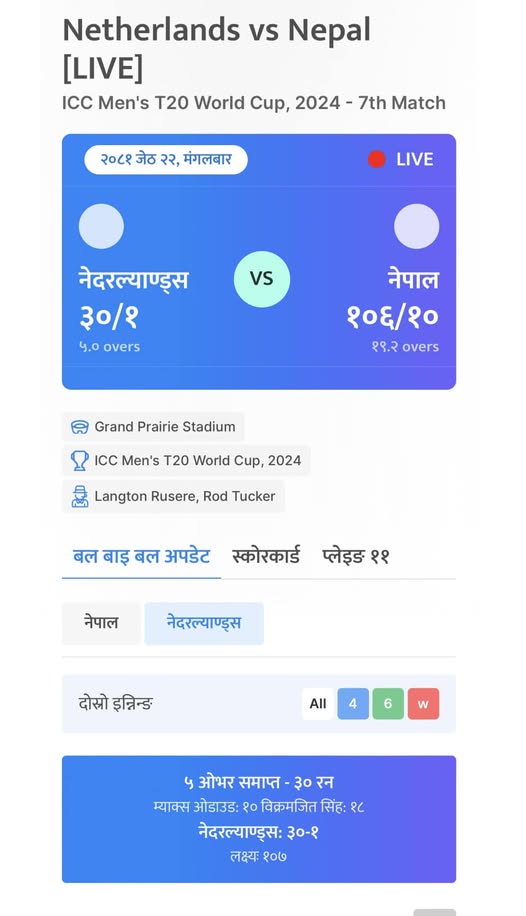 Netherlands vs Nepal
[LIVE]
ICC Men's T20 World Cup, 2024 - 7th Match
२०८१ जेठ २२, मंगलबार
LIVE
नेदरल्याण्ड्स
३०/१
५.० overs
VS
नेपाल
१०६/१०
१९.२ overs
Grand Prairie Stadium
ICC Men's T20 World Cup, 2024
Langton Rusere, Rod Tucker
बल बाइ बल अपडेट स्कोरकार्ड प्लेइङ ११
नेपाल नेदरल्याण्ड्स
दोस्रो इन्निङ All 4 6 w
५ ओभर समाप्त - ३० रन
म्याक्स ओडाउड: १० विक्रमजित सिंह: १८
नेदरल्याण्ड्स: ३०-१
लक्ष्यः १०७